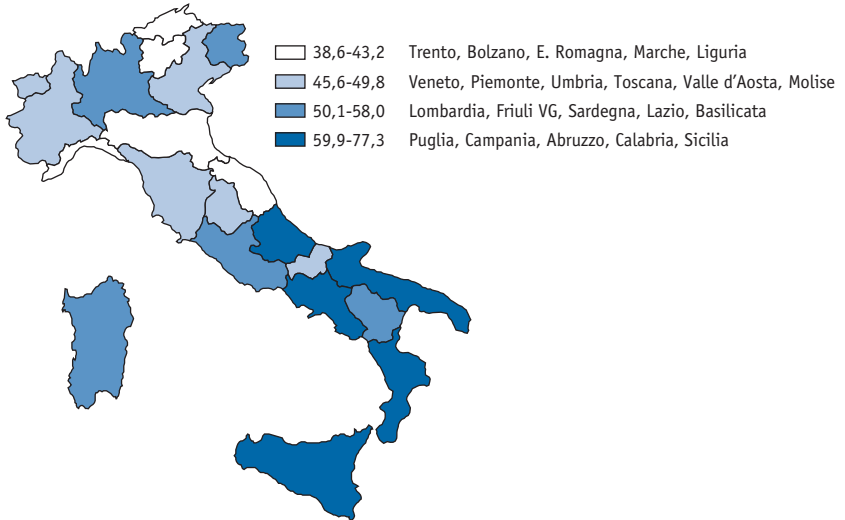 38,6-43,2 Trento, Bolzano, E. Romagna, Marche, Liguria
45,6-49,8 Veneto, Piemonte, Umbria, Toscana, Valle d'Aosta, Molise
50,1-58,0 Lombardia, Friuli VG, Sardegna, Lazio, Basilicata
59,9-77,3 Puglia, Campania, Abruzzo, Calabria, Sicilia